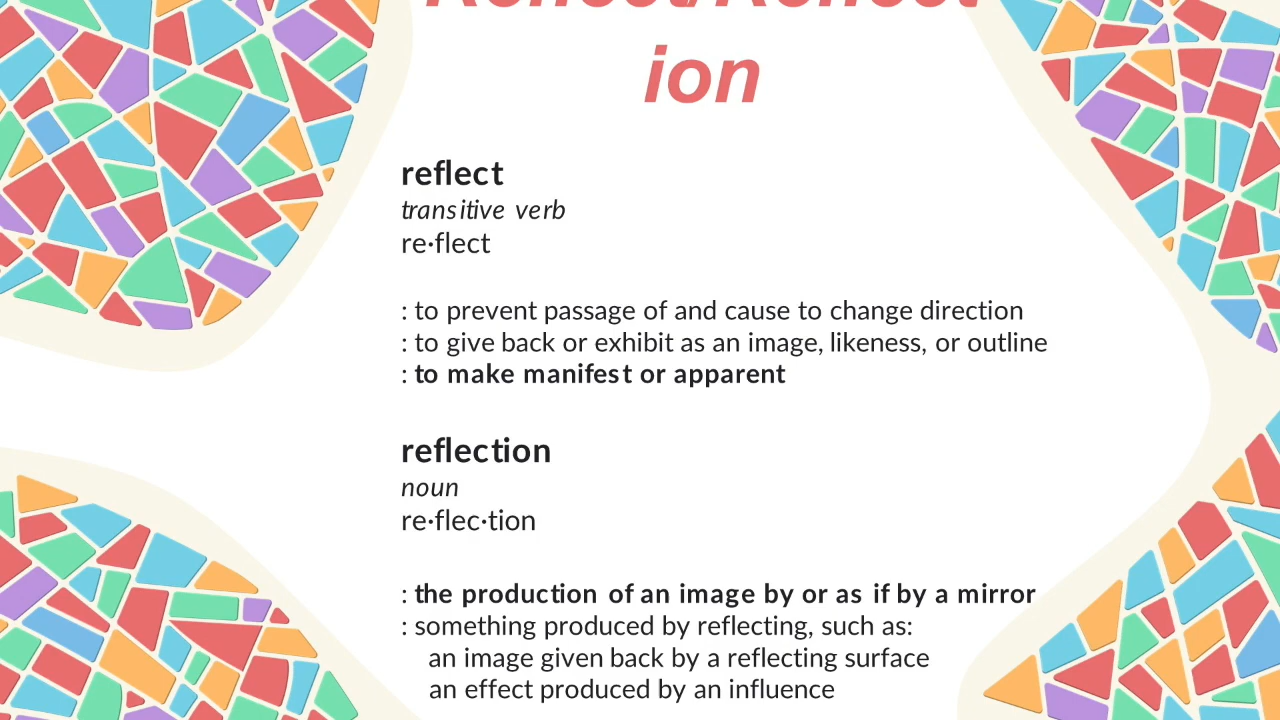 Reflect/Reflect
ion
reflect
transitive verb
re·flect
: to prevent passage of and cause to change direction
: to give back or exhibit as an image, likeness, or outline
: to make manifest or apparent
reflection
noun
re·flec·tion
: the production of an image by or as if by a mirror
: something produced by reflecting, such as:
an image given back by a reflecting surface
an effect produced by an influence